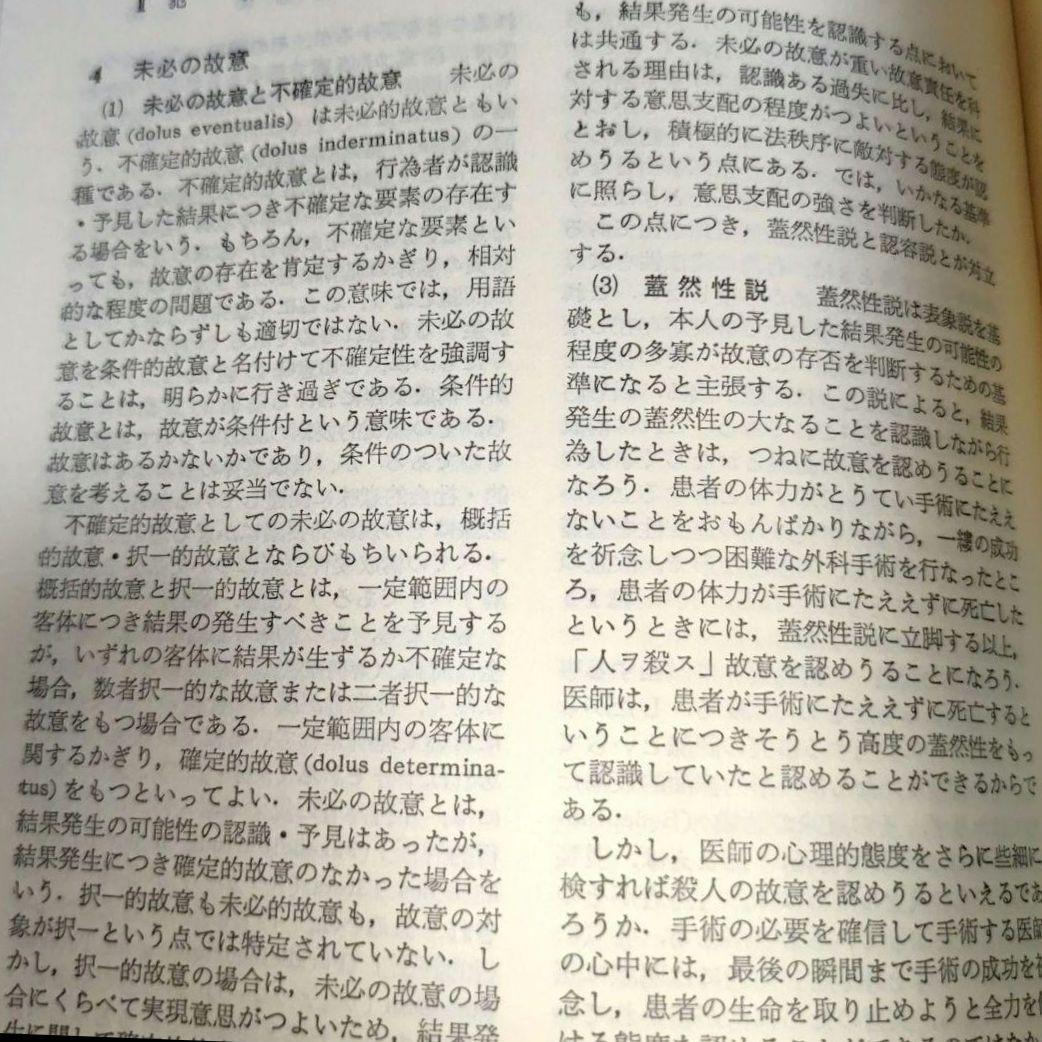 4 未必の故意
(1) 未必の故意と不確定的故意 未必の
故意(dolus eventualis) は未必的故意ともい
う．不確定的故意(dolus inderminatus) の一
種である．不確定的故意とは，行為者が認識
・予見した結果につき不確定な要素の存在す
る場合をいう．もちろん，不確定な要素とい
っても，故意の存在を肯定するかぎり，相対
的な程度の問題である．この意味では，用語
としてかならずしも適切ではない．未必の故
意を条件的故意と名付けて不確定性を強調す
ることは，明らかに行き過ぎである．条件的
故意とは，故意が条件付という意味である．
故意はあるかないかであり，条件のついた故
意を考えることは妥当でない．
不確定的故意としての未必の故意は，概括
的故意・択一的故意とならびもちいられる．
概括的故意と択一的故意とは，一定範囲内の
客体につき結果の発生すべきことを予見する
が，いずれの客体に結果が生ずるか不確定な
場合，数者択一的な故意または二者択一的な
故意をもつ場合である．一定範囲内の客体に
関するかぎり，確定的故意(dolus determina-
tus)をもつといってよい．未必の故意とは，
結果発生の可能性の認識・予見はあったが，
結果発生につき確定的故意のなかった場合を
いう．択一的故意も未必的故意も，故意の対
象が択一という点では特定されていない．し
かし，択一的故意の場合は，未必の故意の場
合にくらべて実現意思がつよいため，結果発
も，結果発生の可能性を認識する点において
は共通する．未必の故意が重い故意責任を科
される理由は，認識ある過失に比し，結果に
対する意思支配の程度がつよいということを
とおし，積極的に法秩序に敵対する態度が認
めうるという点にある．では，いかなる基準
に照らし，意思支配の強さを判断したか．
この点につき，蓋然性説と認容説とが対立
する．
(3) 蓋然性説 蓋然性説は表象説を基
礎とし，本人の予見した結果発生の可能性の
程度の多寡が故意の存否を判断するための基
準になると主張する．この説によると，結果
発生の蓋然性の大なることを認識しながら行
為したときは，つねに故意を認めうることに
なろう．患者の体力がとうてい手術にたええ
ないことをおもんぱかりながら，一縷の成功
を祈念しつつ困難な外科手術を行なったとこ
ろ，患者の体力が手術にたええずに死亡した
というときには，蓋然性説に立脚する以上，
「人ヲ殺ス」故意を認めうることになろう．
医師は，患者が手術にたええずに死亡すると
いうことにつきそうとう高度の蓋然性をもっ
て認識していたと認めることができるからで
ある．
しかし，医師の心理的態度をさらに些細に
検すれば殺人の故意を認めうるといえるであ
ろうか．手術の必要を確信して手術する医師
の心中には，最後の瞬間まで手術の成功を祈
念し，患者の生命を取り止めようと全力を